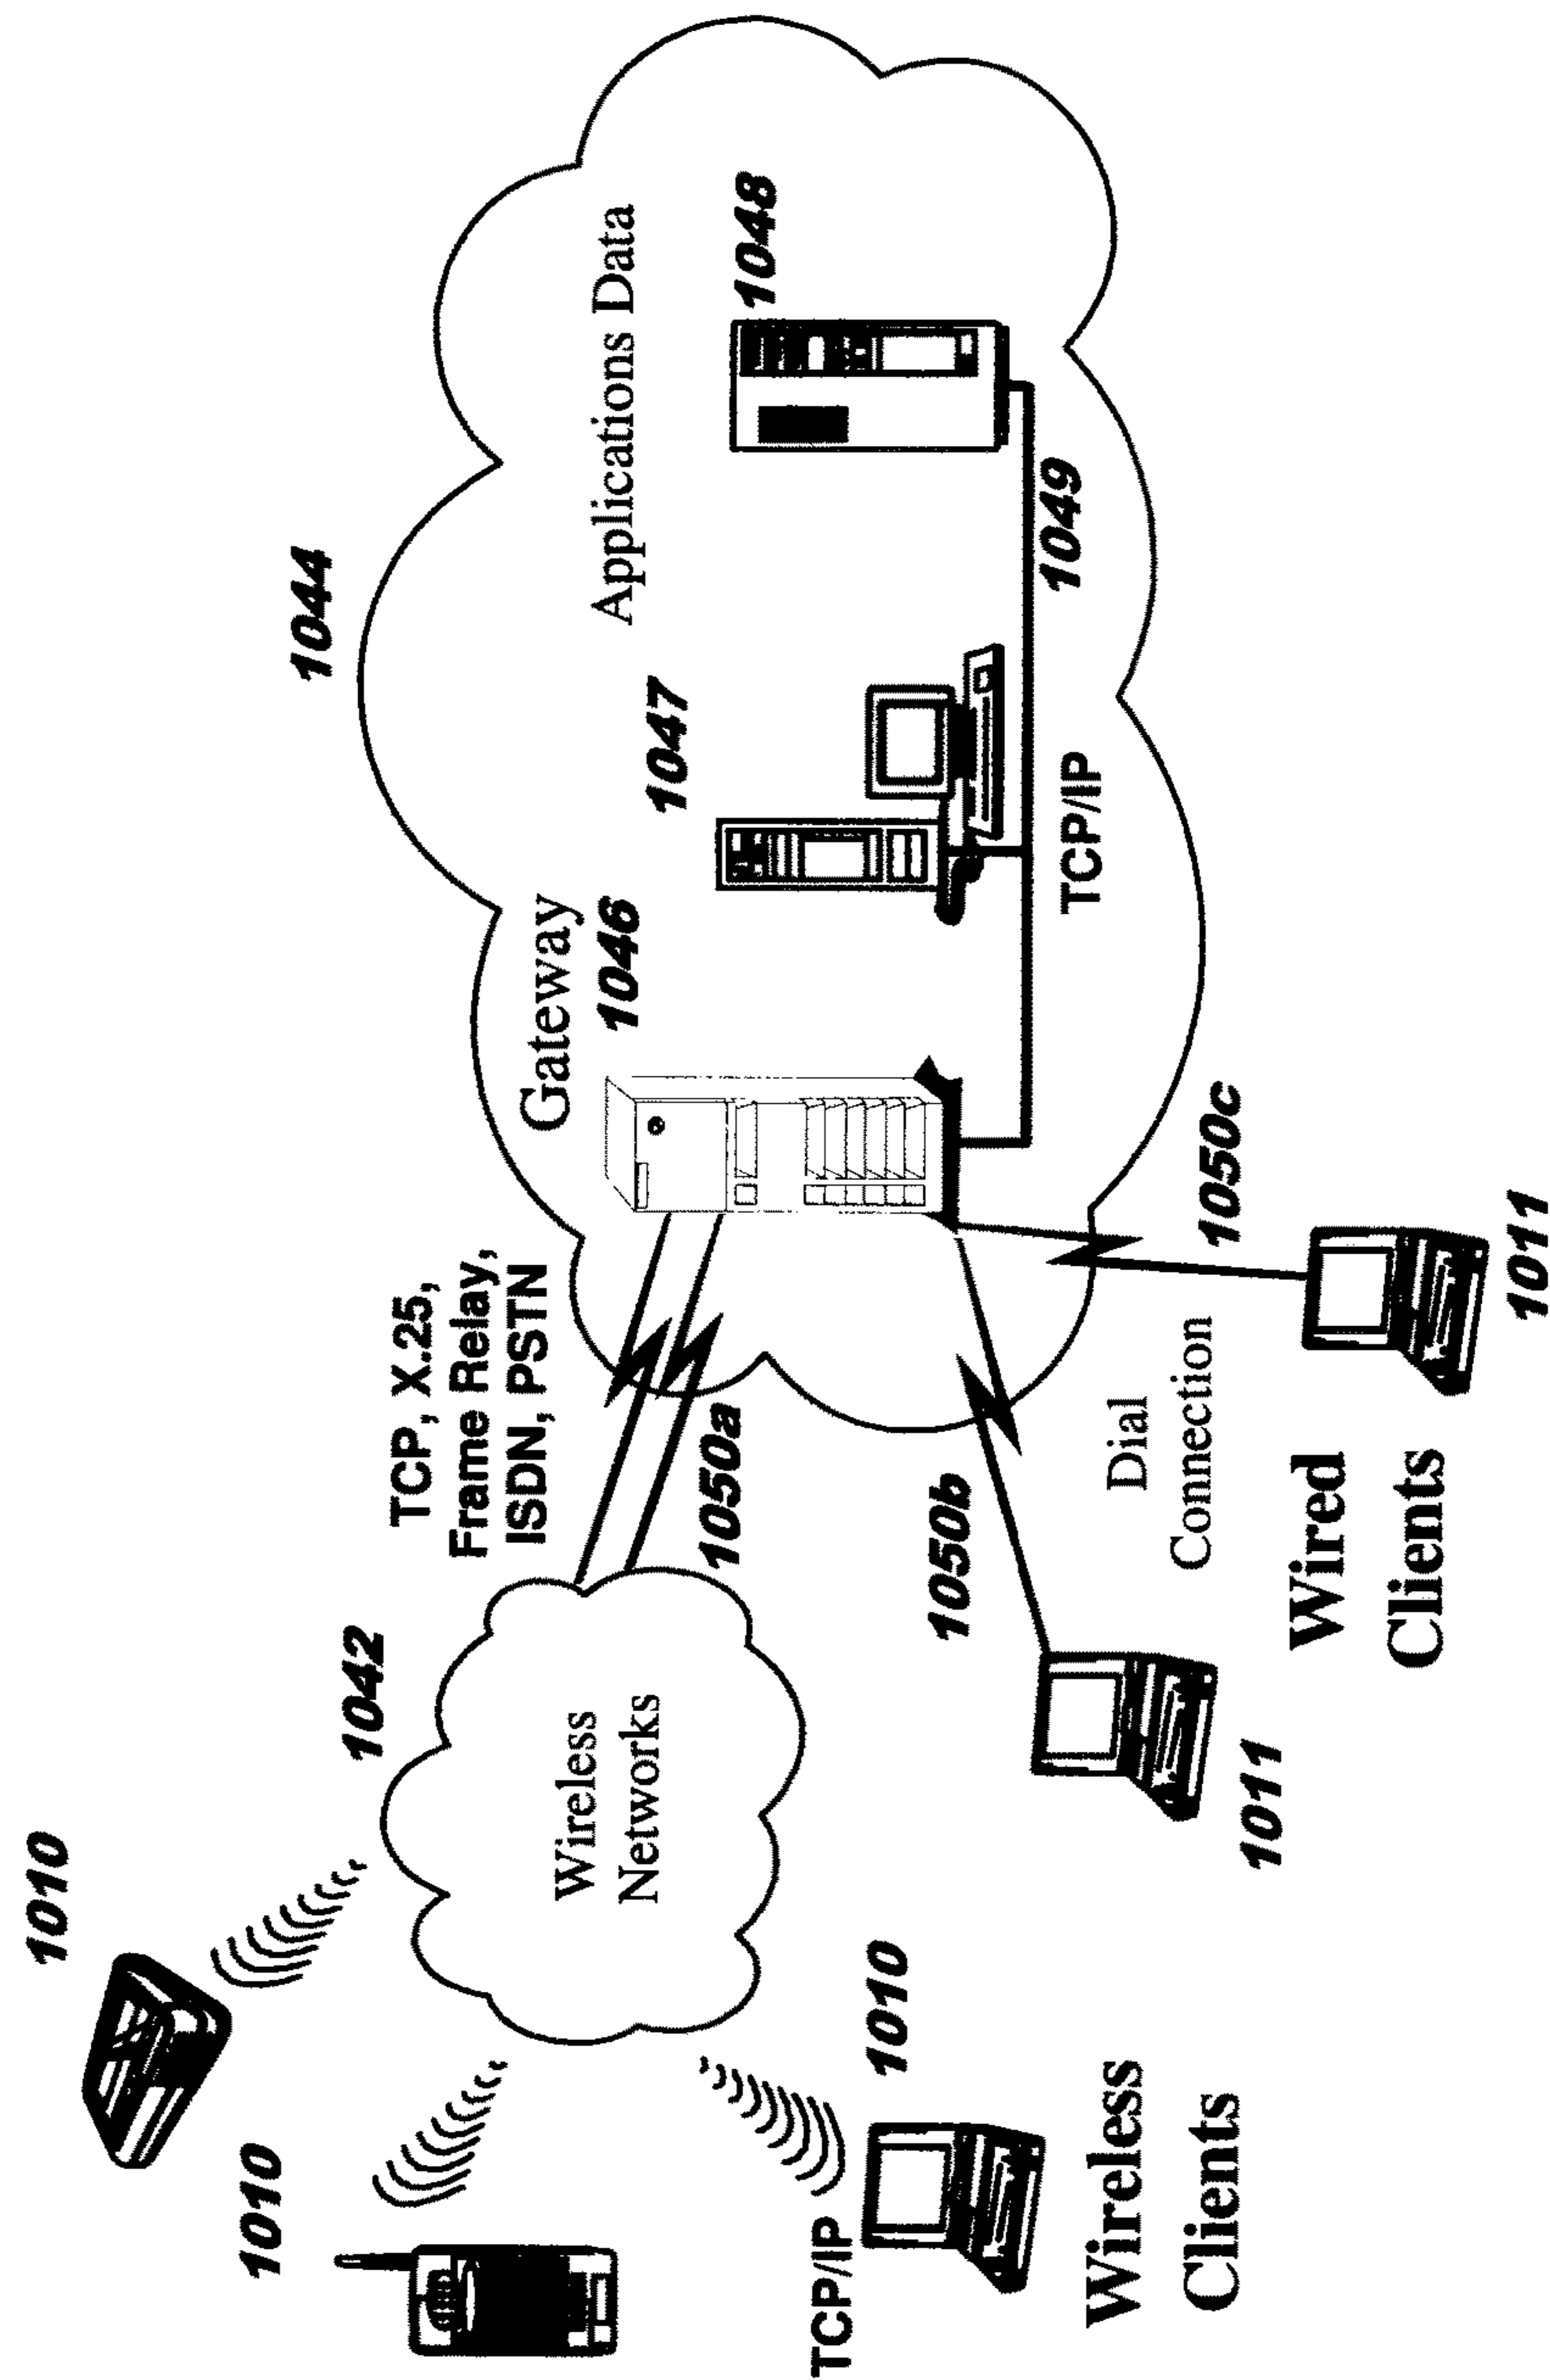 1010
1010
1042
1044
TCP, X.25,
Frame Relay,
ISDN, PSTN
Gateway
1046
1047
Applications Data
1048
Wireless
Networks
1050a
TCP/IP
1010
1050b
TCP/IP
1049
Wireless
Clients
1011
Dial
Connection
1050c
Wired
Clients
1011